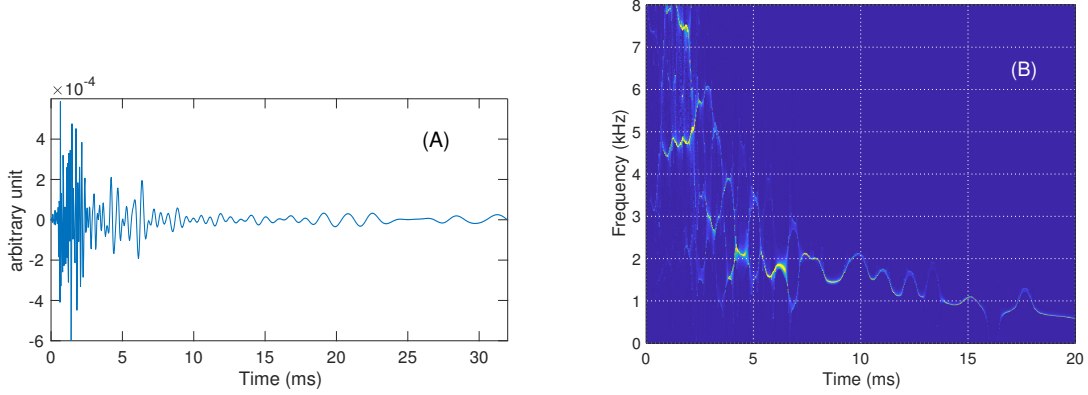 ×10⁻⁴
4
2
0
-2
-4
-6
0 5 10 15 20 25 30
Time (ms)
arbitrary unit
(A)
8
7
6
5
4
3
2
1
0
0 5 10 15 20
Time (ms)
Frequency (kHz)
(B)